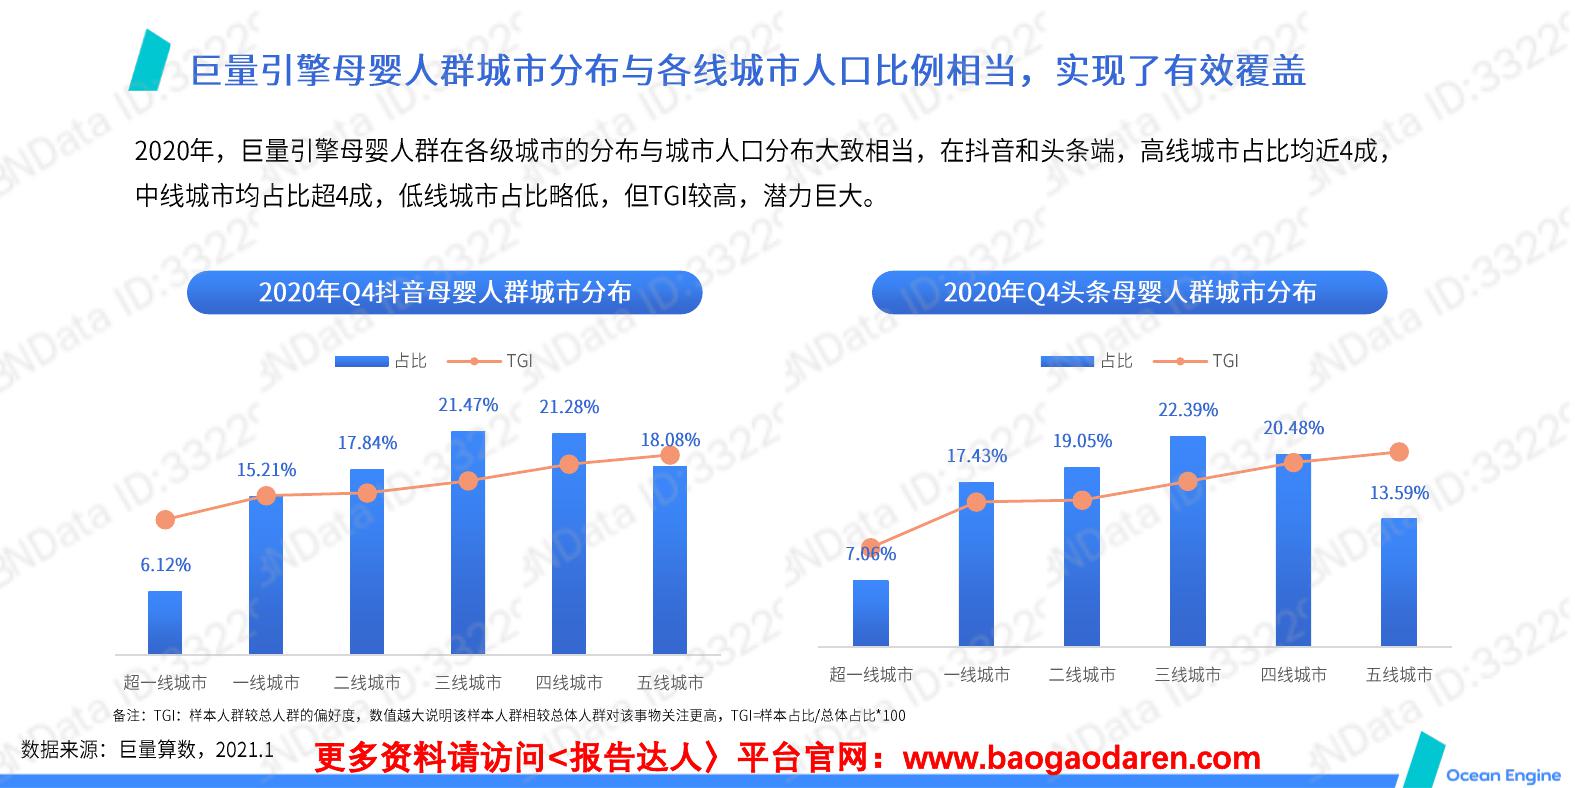 巨量引擎母婴人群城市分布与各线城市人口比例相当，实现了有效覆盖
2020年，巨量引擎母婴人群在各级城市的分布与城市人口分布大致相当，在抖音和头条端，高线城市占比均近4成，
中线城市均占比超4成，低线城市占比略低，但TGI较高，潜力巨大。
2020年Q4抖音母婴人群城市分布
占比 TGI
6.12% 15.21% 17.84% 21.47% 21.28% 18.08%
超一线城市 一线城市 二线城市 三线城市 四线城市 五线城市
2020年Q4头条母婴人群城市分布
占比 TGI
7.06% 17.43% 19.05% 22.39% 20.48% 13.59%
超一线城市 一线城市 二线城市 三线城市 四线城市 五线城市
备注：TGI：样本人群较总人群的偏好度，数值越大说明该样本人群相较总体人群对该事物关注更高，TGI=样本占比/总体占比*100
数据来源：巨量算数，2021.1
更多资料请访问<报告达人〉平台官网：www.baogaodaren.com
Ocean Engine